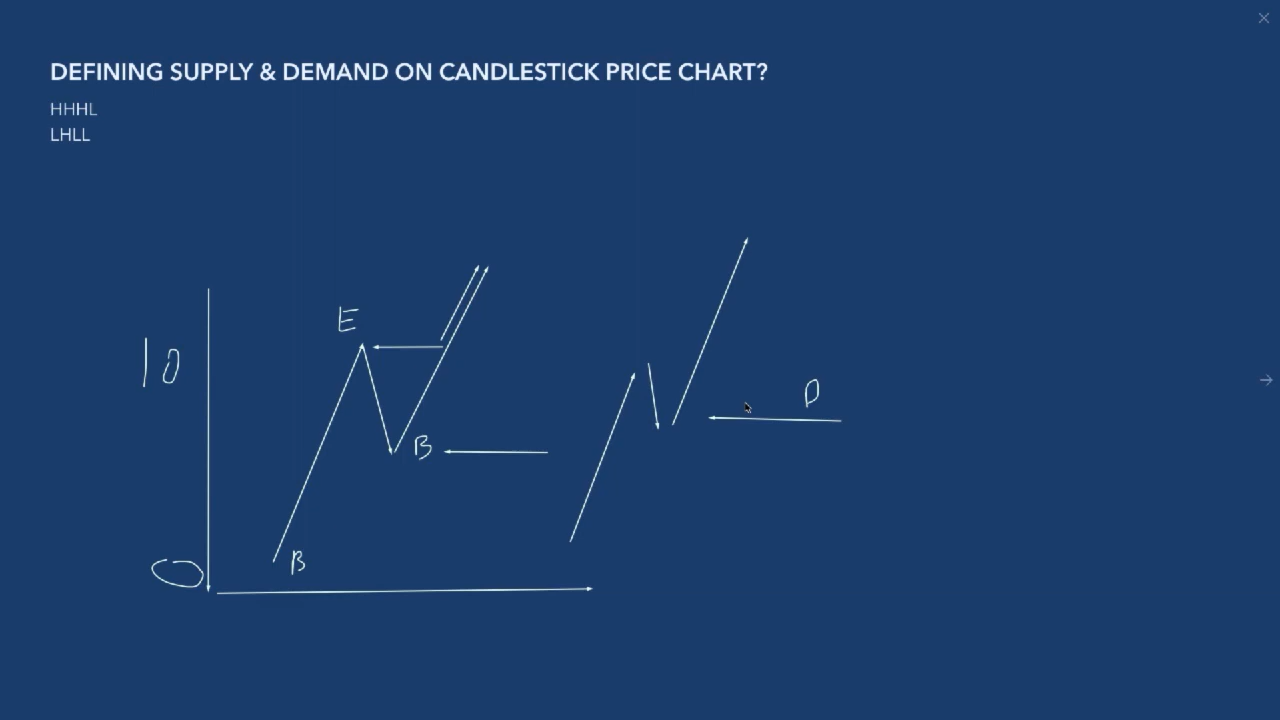 DEFINING SUPPLY & DEMAND ON CANDLESTICK PRICE CHART?
HHHL
LHLL
E
10
D
B
B
0